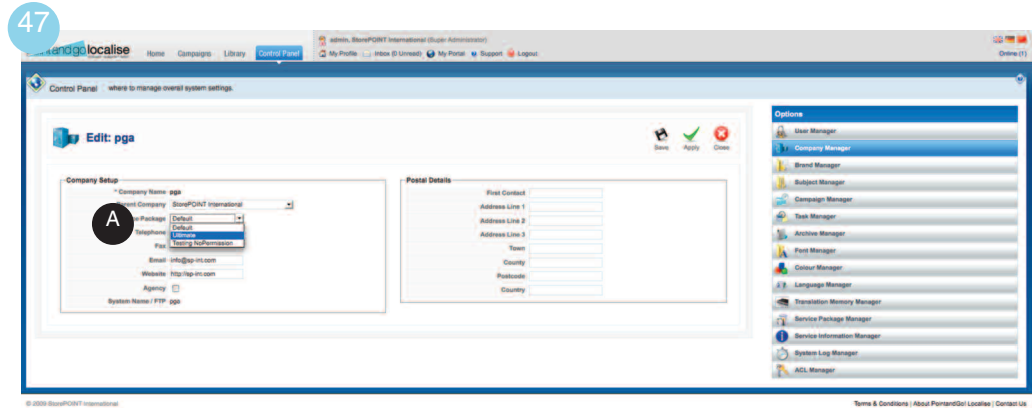 47
admin, StorePOINT International (Super Administrator)
andgo localise Home Campaigns Library Control Panel My Profile Inbox (0 Unread) My Portal Support Logout Online (1)
Control Panel where to manage overall system settings.
Edit: pga
Save Apply Close
Company Setup
* Company Name pga
Parent Company StorePOINT International
A Package Default
Default
Ultimate
Testing NoPermission
Telephone
Fax
Email info@sp-int.com
Website http://sp-int.com
Agency
System Name / FTP pga
Postal Details
First Contact
Address Line 1
Address Line 2
Address Line 3
Town
County
Postcode
Country
Options
User Manager
Company Manager
Brand Manager
Subject Manager
Campaign Manager
Task Manager
Archive Manager
Font Manager
Colour Manager
Language Manager
Translation Memory Manager
Service Package Manager
Service Information Manager
System Log Manager
ACL Manager
© 2009 StorePOINT International
Terms & Conditions | About PointandGo! Localise | Contact Us